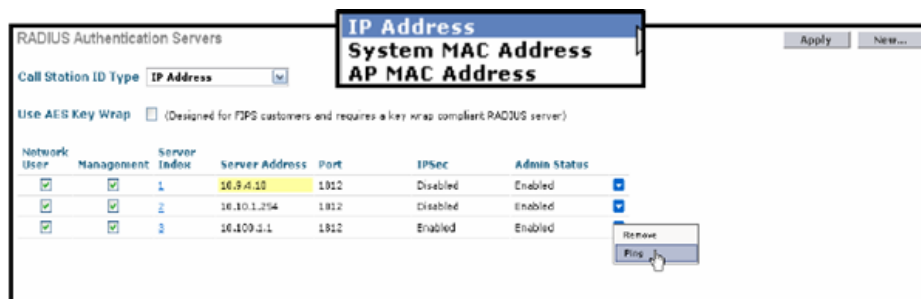 RADIUS Authentication Servers
IP Address
System MAC Address
AP MAC Address
Apply
New...
Call Station ID Type IP Address
Use AES Key Wrap (Designed for FIPS customers and requires a key wrap compliant RADIUS server)
Network User Management Server Index Server Address Port IPSec Admin Status
1 10.9.4.10 1812 Disabled Enabled
2 10.10.1.254 1812 Disabled Enabled
3 10.100.1.1 1812 Enabled Enabled
Remove
Ping